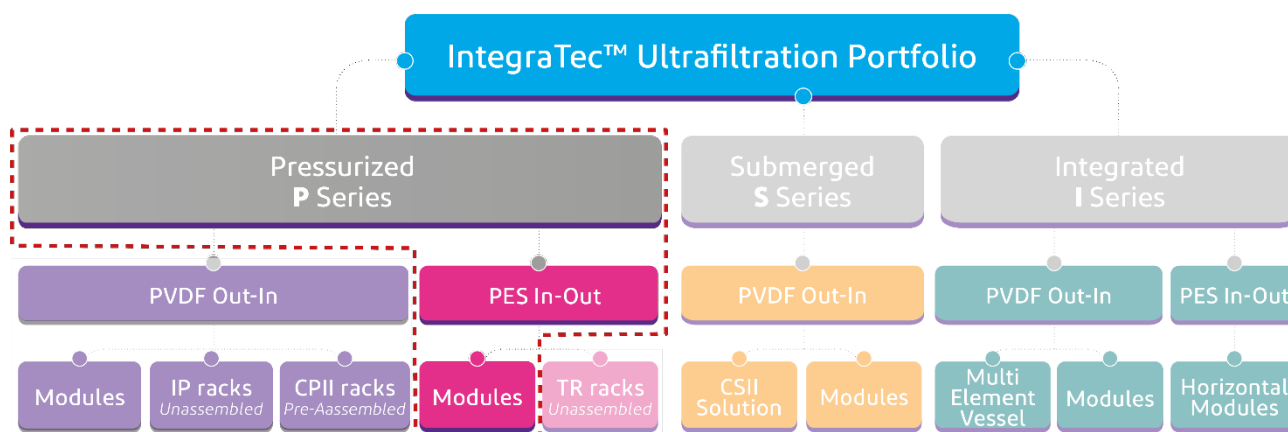 IntegraTec™ Ultrafiltration Portfolio
Pressurized
P Series
Submerged
S Series
Integrated
I Series
PVDF Out-In
PES In-Out
PVDF Out-In
PVDF Out-In
PES In-Out
Modules
IP racks
Unassembled
CPII racks
Pre-Aassembled
Modules
TR racks
Unassembled
CSII
Solution
Modules
Multi
Element
Vessel
Modules
Horizontal
Modules